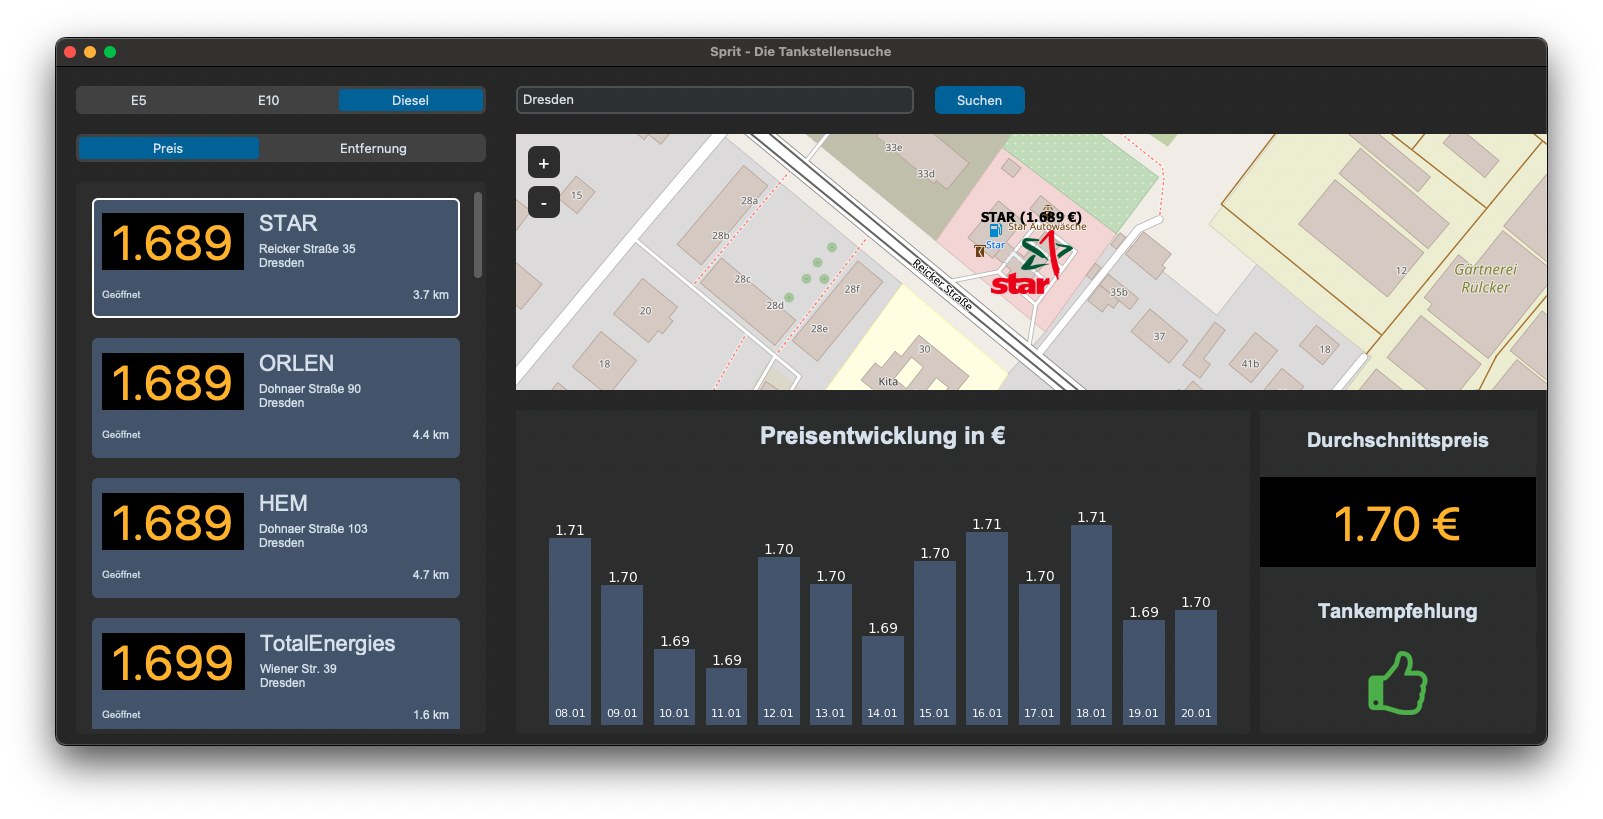 Sprit - Die Tankstellensuche
E5
E10
Diesel
Preis
Entfernung
1.689
STAR
Reicker Straße 35
Dresden
Geöffnet
3.7 km
1.689
ORLEN
Dohnaer Straße 90
Dresden
Geöffnet
4.4 km
1.689
HEM
Dohnaer Straße 103
Dresden
Geöffnet
4.7 km
1.699
TotalEnergies
Wiener Str. 39
Dresden
Geöffnet
1.6 km
Dresden
Suchen
+
-
15
28a
28b
28c
28d
28e
28f
20
18
33e
33d
STAR (1.689 €)
Star Autowäsche
Star
star
Reicker Straße
30
Kita
35b
37
41b
18
12
Gärtnerei
Rülcker
Preisentwicklung in €
1.71
1.70
1.69
1.69
1.70
1.70
1.69
1.70
1.71
1.70
1.71
1.69
1.70
08.01
09.01
10.01
11.01
12.01
13.01
14.01
15.01
16.01
17.01
18.01
19.01
20.01
Durchschnittspreis
1.70 €
Tankempfehlung